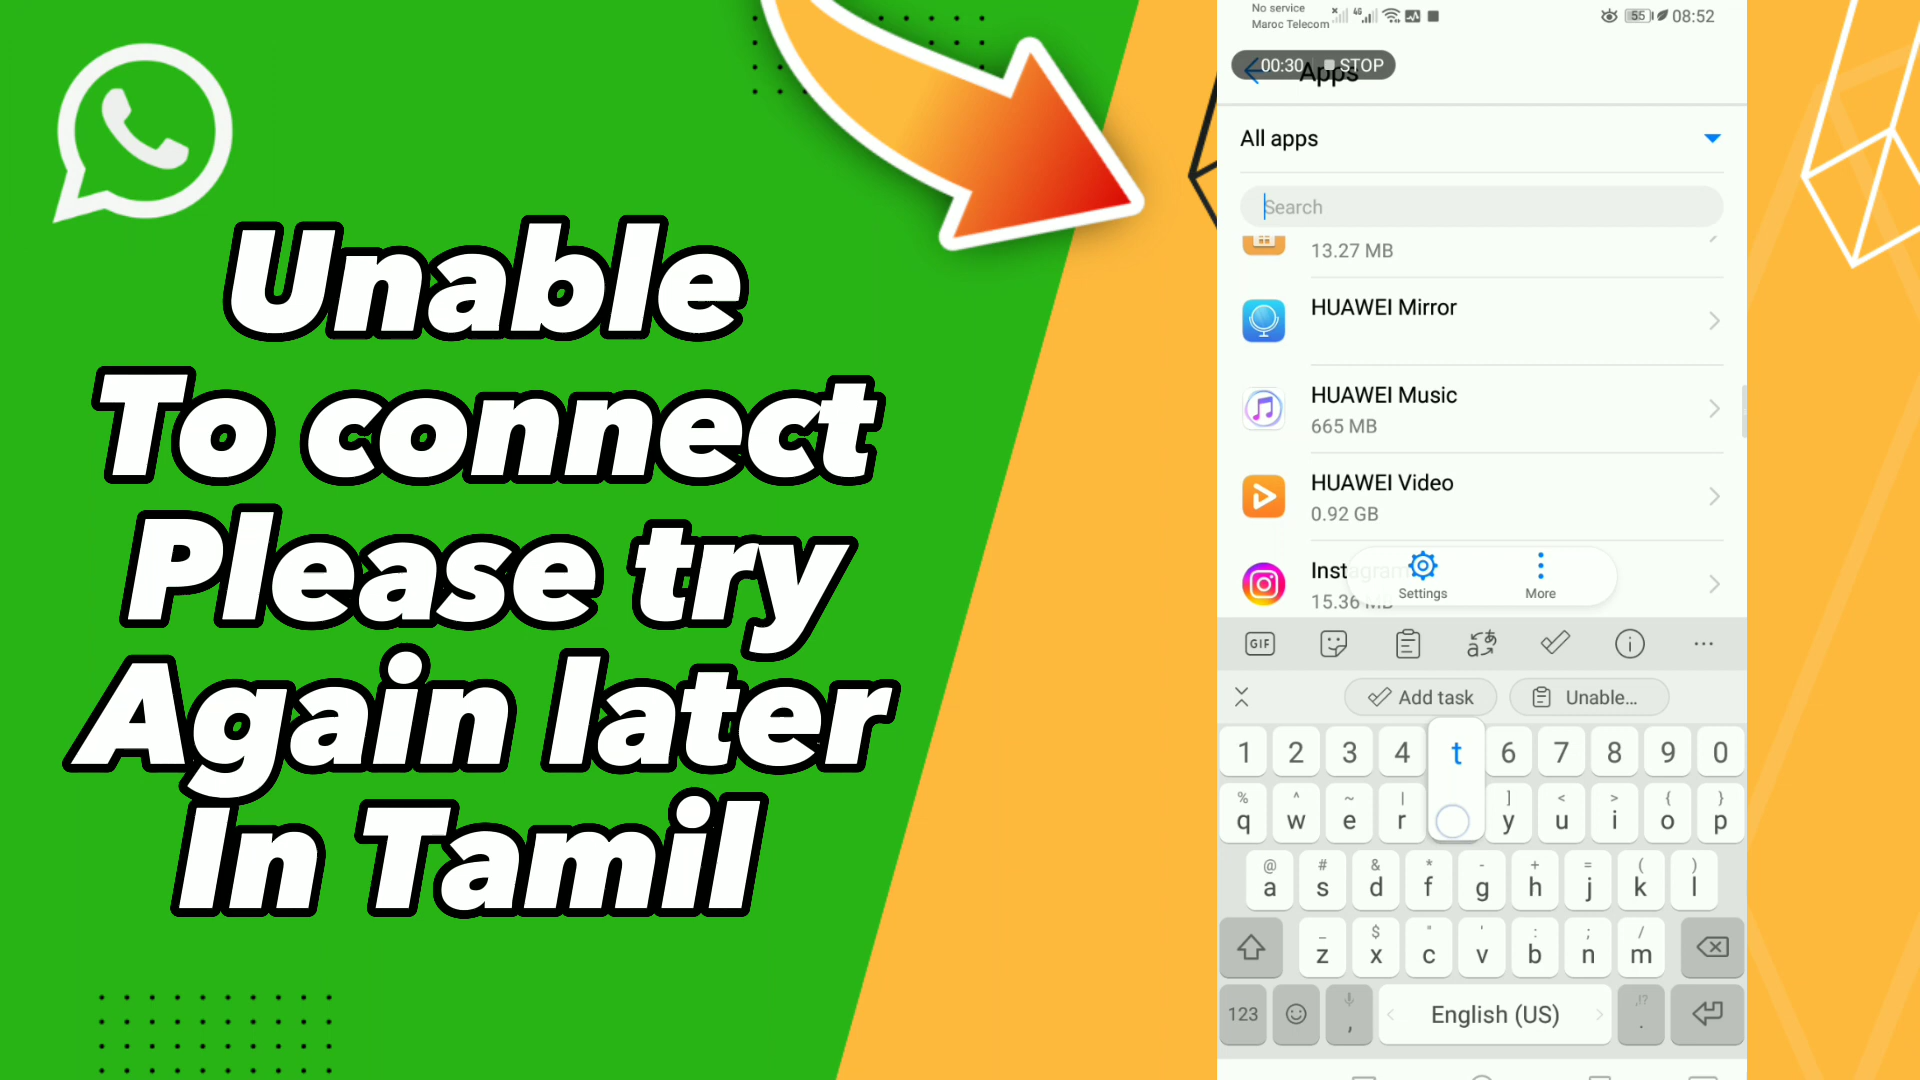 Unable
To connect
Please try
Again later
In Tamil
No service
Maroc Telecom
4G
55
08:52
00:30 STOP
Apps
All apps
Search
13.27 MB
HUAWEI Mirror
HUAWEI Music
665 MB
HUAWEI Video
0.92 GB
Instagram
15.36 MB
Settings
More
GIF
Add task
Unable...
1 2 3 4 t 6 7 8 9 0
% ^ ~ | ] < > { }
q w e r y u i o p
@ # & * - + = ( )
a s d f g h j k l
_ $ " ' : ; /
z x c v b n m
,!?
123 , English (US) .